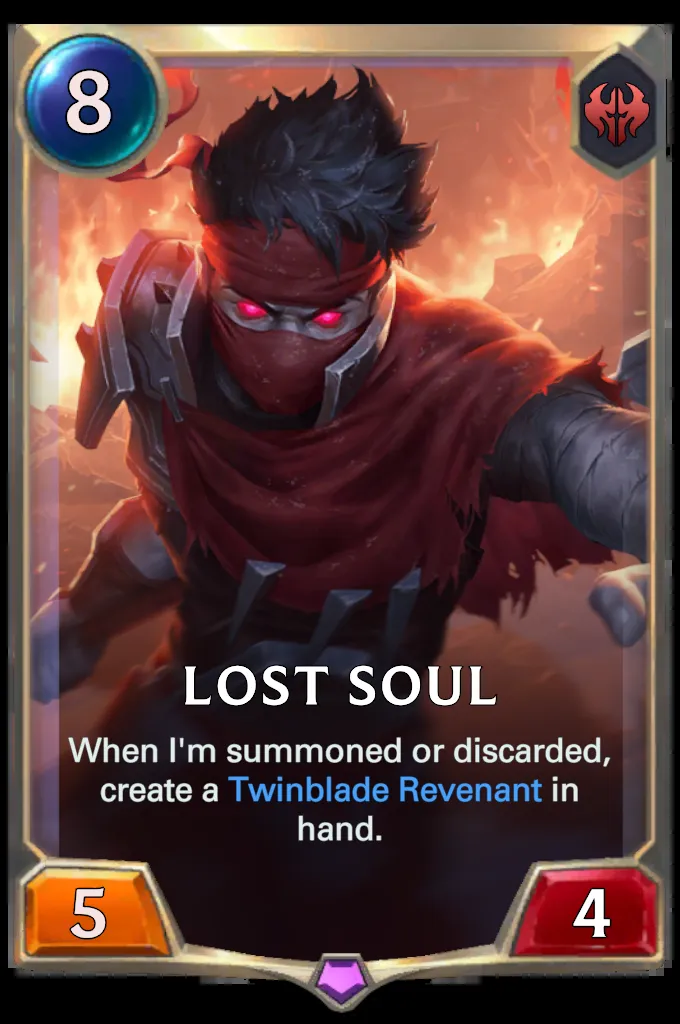 8
LOST SOUL
When I'm summoned or discarded,
create a Twinblade Revenant in
hand.
5
4